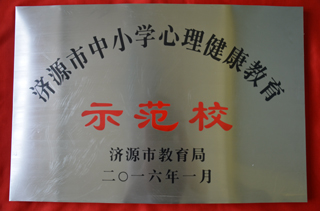 济源市中小学心理健康教育
示范校
济源市教育局
二〇一六年一月